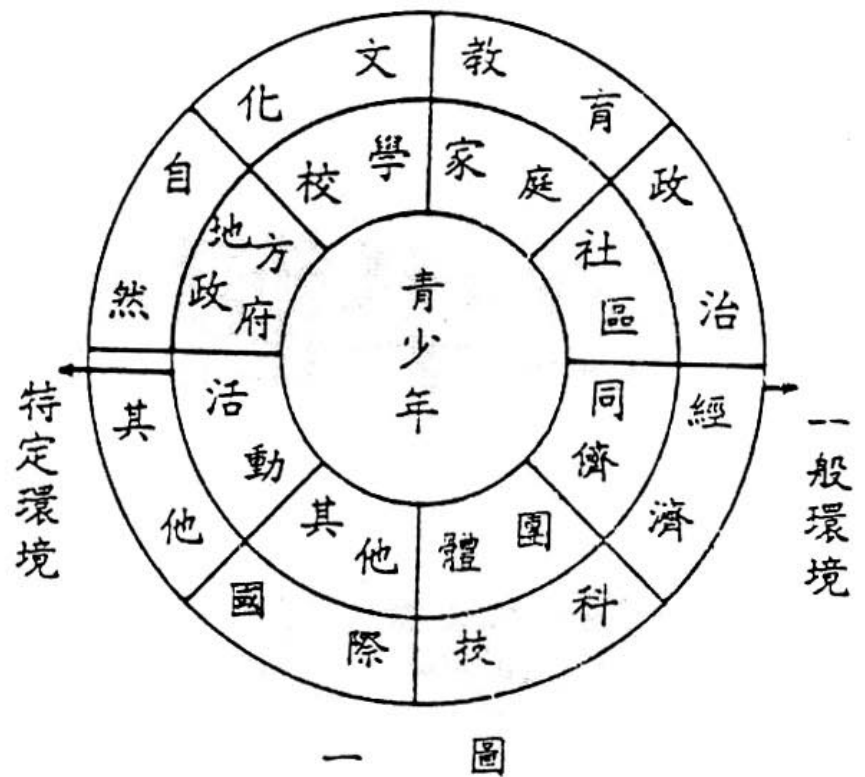 教育
政治
經濟
科技
國際
其他
自然
文化
家庭
社區
同儕
團體
其他
活動
地方政府
學校
青少年
特定環境
一般環境
圖一